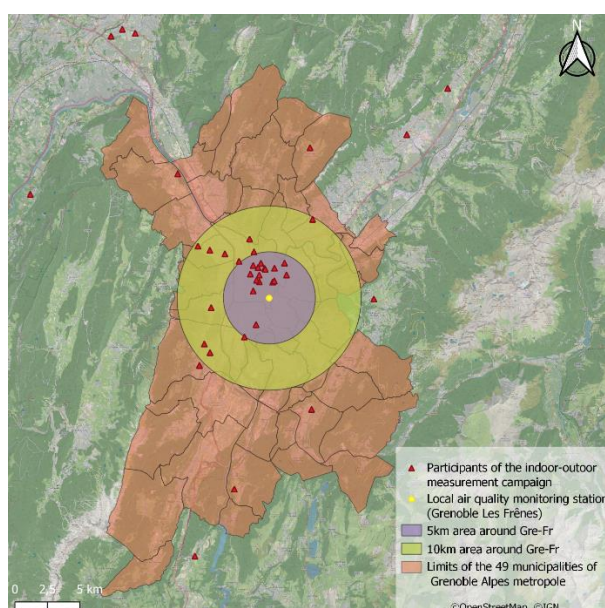 N
Participants of the indoor-outoor
measurement campaign
Local air quality monitoring station
(Grenoble Les Frênes)
5km area around Gre-Fr
10km area around Gre-Fr
Limits of the 49 municipalities of
Grenoble Alpes metropole
0 2,5 5 km
©OpenStreetMap, ©IGN